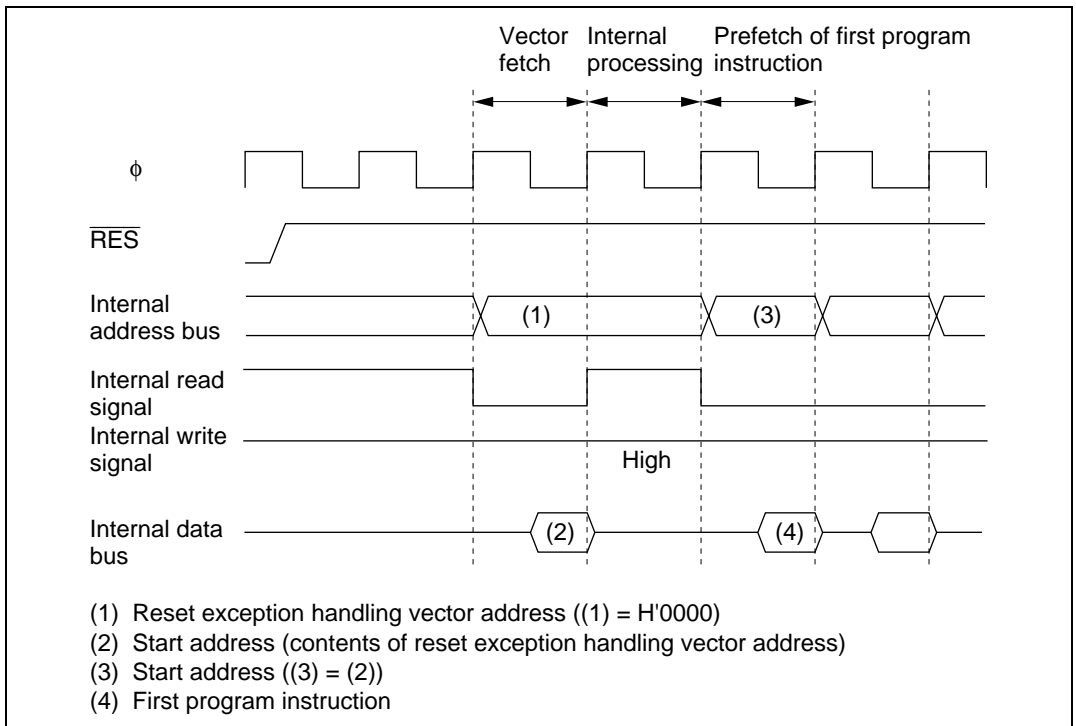 Vector fetch
Internal processing
Prefetch of first program instruction
ϕ
RES
Internal address bus
(1)
(3)
Internal read signal
Internal write signal
High
Internal data bus
(2)
(4)
(1) Reset exception handling vector address ((1) = H'0000)
(2) Start address (contents of reset exception handling vector address)
(3) Start address ((3) = (2))
(4) First program instruction